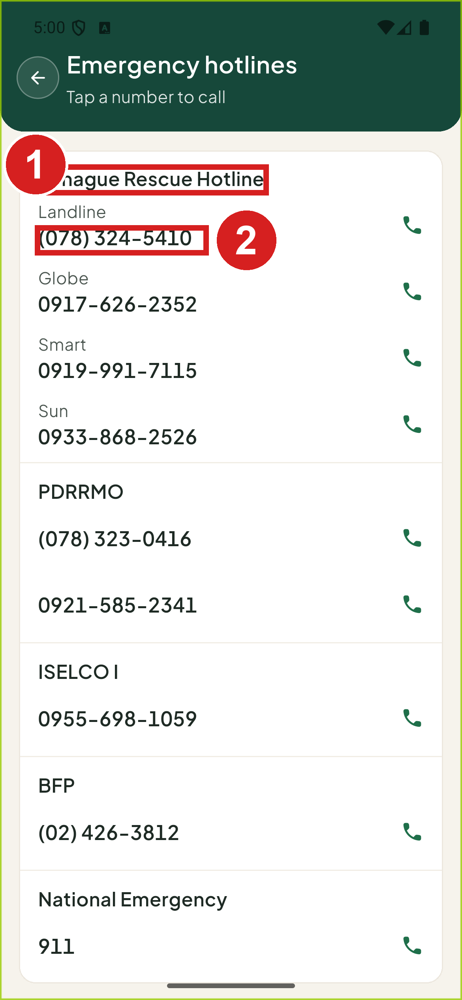 5:00
Emergency hotlines
Tap a number to call
1
Rescue Hotline
Landline
(078) 324-5410
2
Globe
0917-626-2352
Smart
0919-991-7115
Sun
0933-868-2526
PDRRMO
(078) 323-0416
0921-585-2341
ISELCO I
0955-698-1059
BFP
(02) 426-3812
National Emergency
911